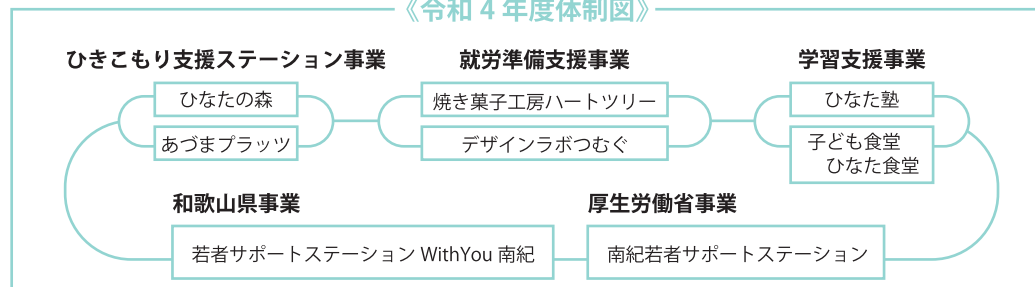 《令和 4 年度体制図》
ひきこもり支援ステーション事業
ひなたの森
あづまプラッツ
就労準備支援事業
焼き菓子工房ハートツリー
デザインラボつむぐ
学習支援事業
ひなた塾
子ども食堂
ひなた食堂
和歌山県事業
若者サポートステーション WithYou 南紀
厚生労働省事業
南紀若者サポートステーション